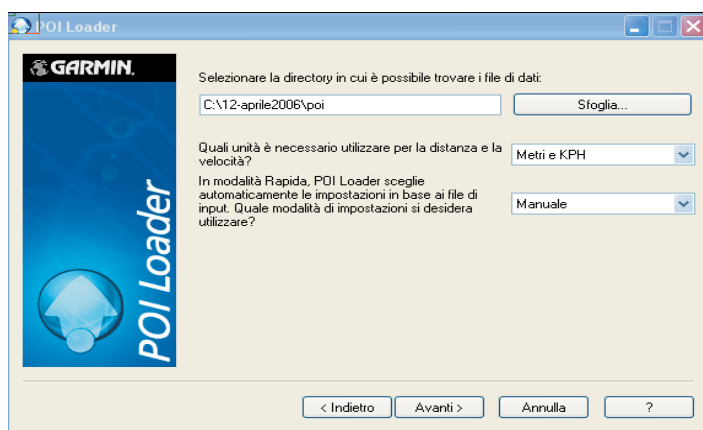 POI Loader
GARMIN.
POI Loader
Selezionare la directory in cui è possibile trovare i file di dati:
C:\12-aprile2006\poi
Sfoglia...
Quali unità è necessario utilizzare per la distanza e la
velocità?
Metri e KPH
In modalità Rapida, POI Loader sceglie
automaticamente le impostazioni in base ai file di
input. Quale modalità di impostazioni si desidera
utilizzare?
Manuale
< Indietro
Avanti >
Annulla
?